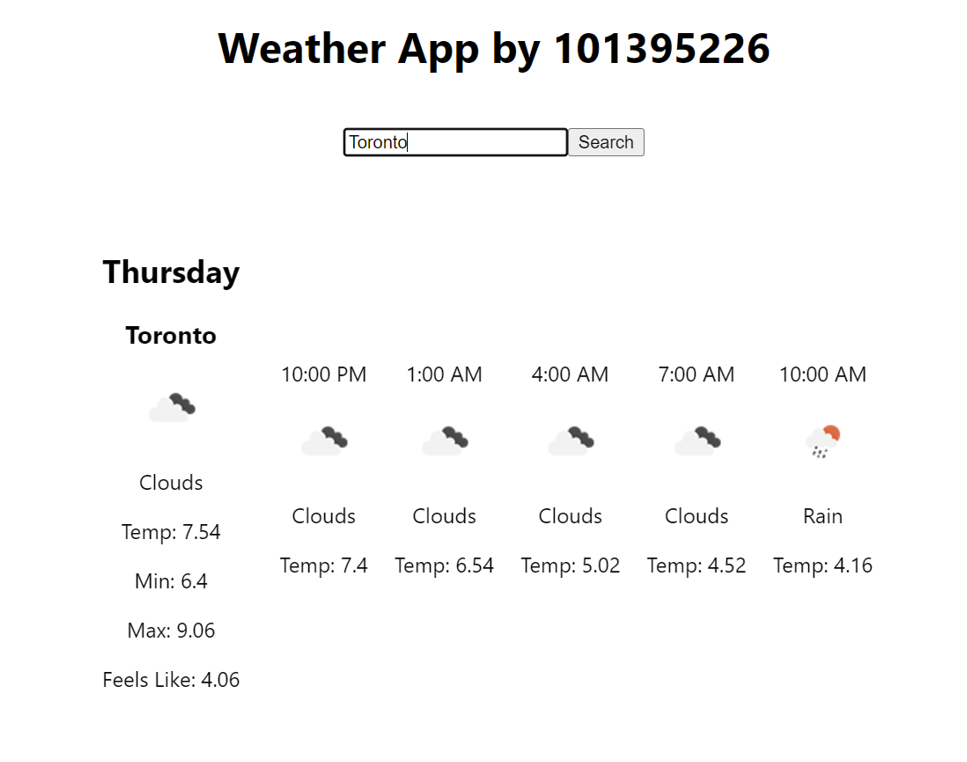 Weather App by 101395226
Toronto
Search
Thursday
Toronto
Clouds
Temp: 7.54
Min: 6.4
Max: 9.06
Feels Like: 4.06
10:00 PM
Clouds
Temp: 7.4
1:00 AM
Clouds
Temp: 6.54
4:00 AM
Clouds
Temp: 5.02
7:00 AM
Clouds
Temp: 4.52
10:00 AM
Rain
Temp: 4.16